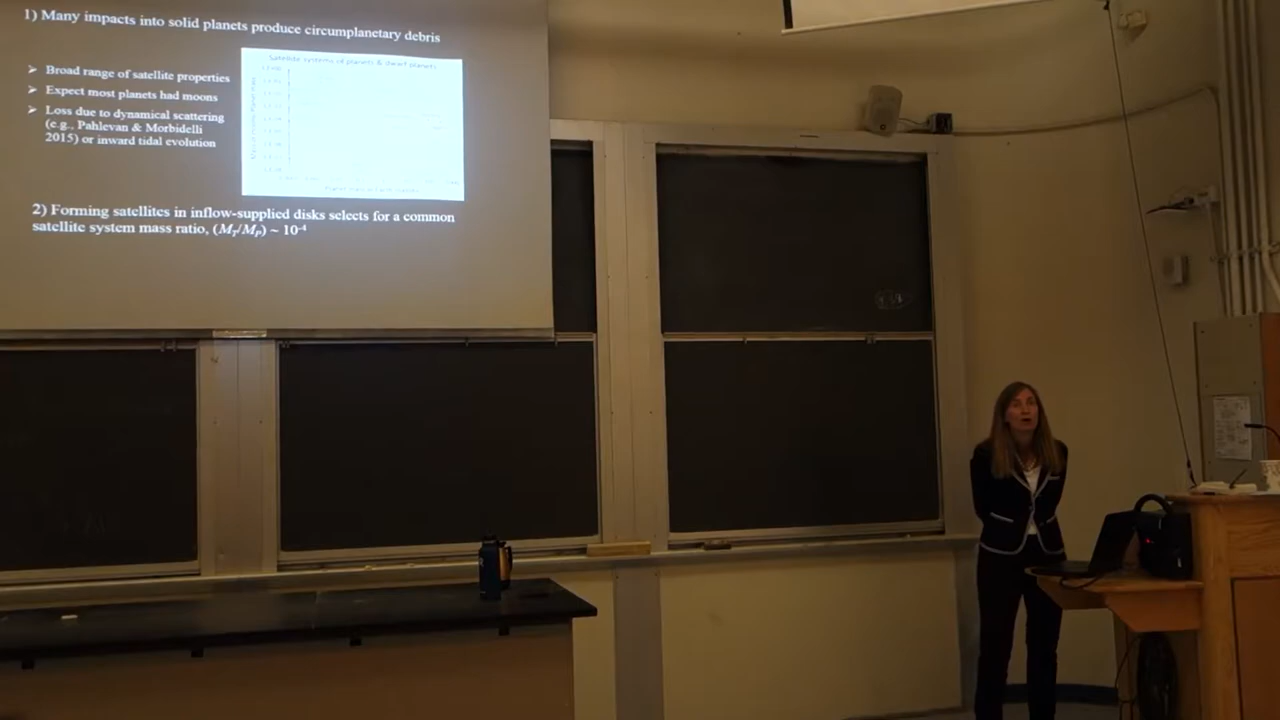 1) Many impacts into solid planets produce circumplanetary debris
➢ Broad range of satellite properties
➢ Expect most planets had moons
➢ Loss due to dynamical scattering
(e.g., Pahlevan & Morbidelli
2015) or inward tidal evolution
Satellite systems of planets & dwarf planets
2) Forming satellites in inflow-supplied disks selects for a common
satellite system mass ratio, (M_T/M_P) ~ 10⁻⁴